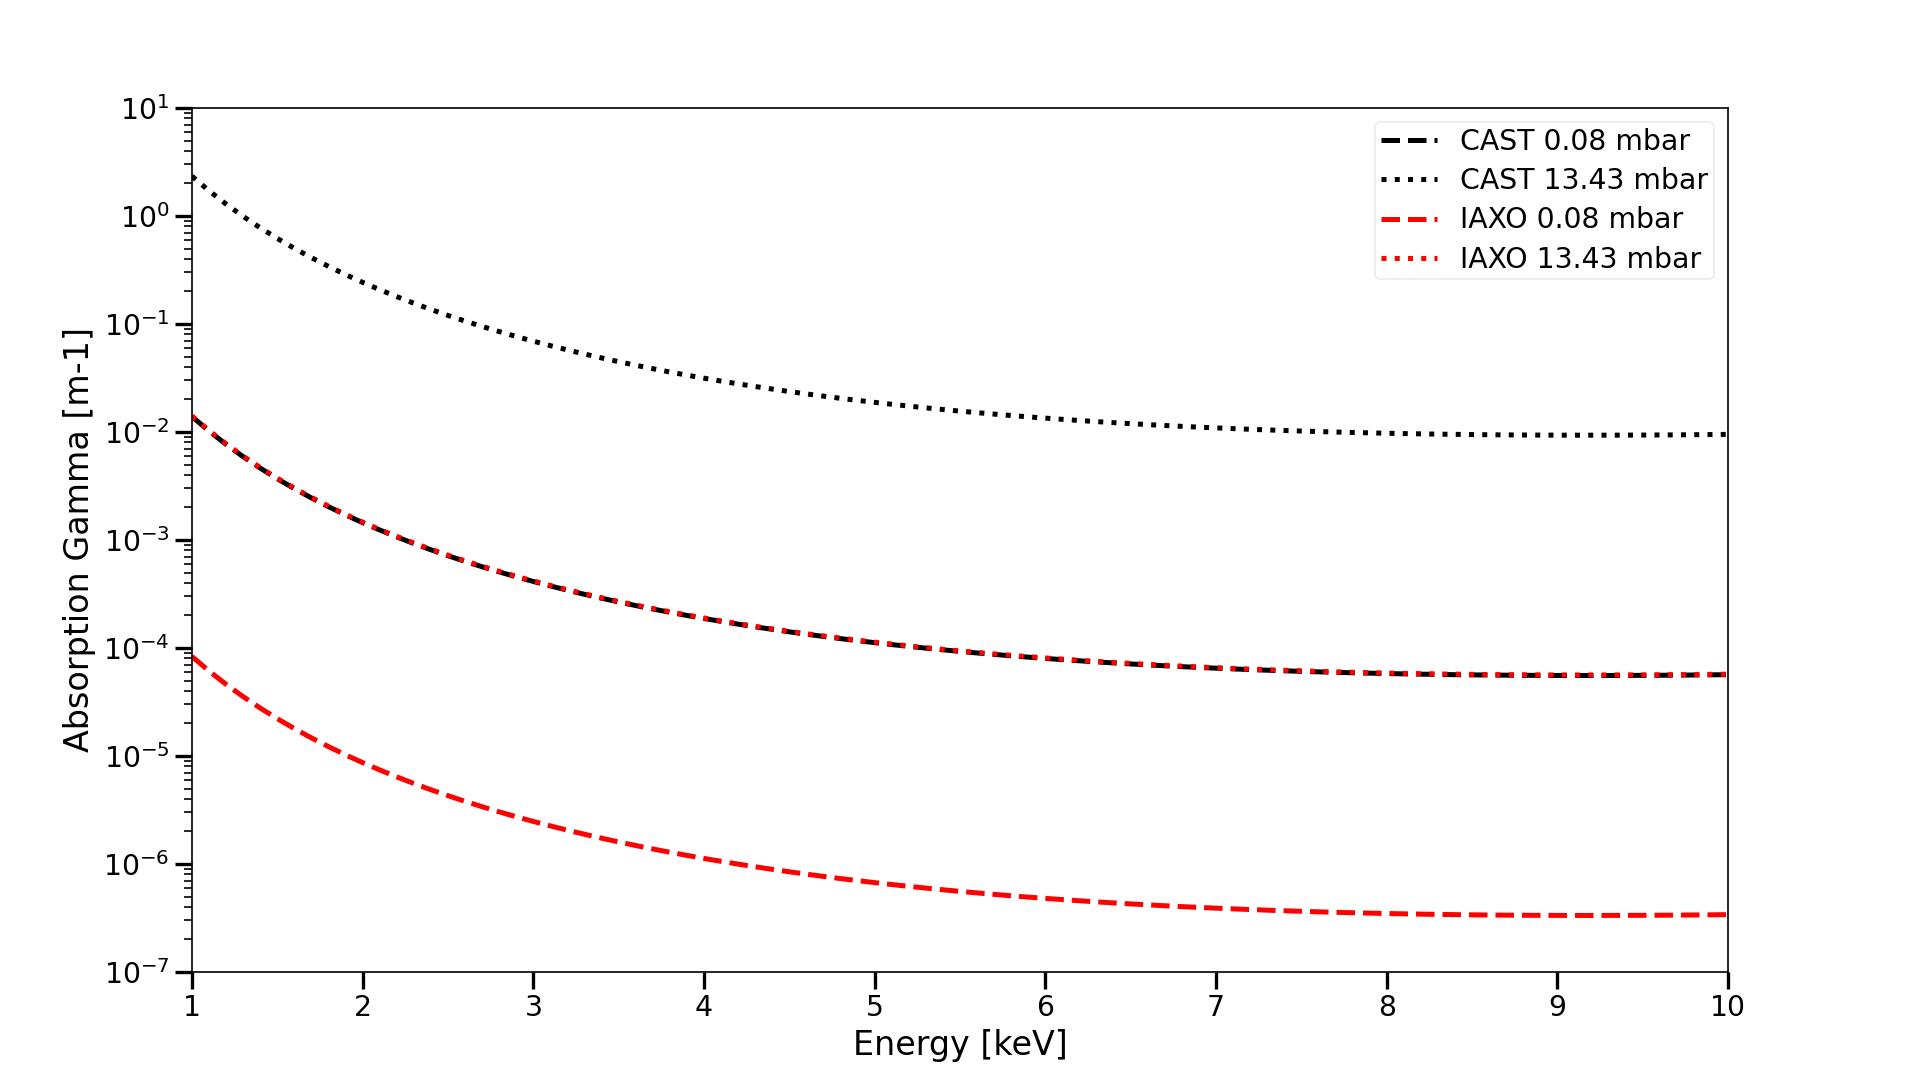 10¹
10⁰
10⁻¹
10⁻²
10⁻³
10⁻⁴
10⁻⁵
10⁻⁶
10⁻⁷
Absorption Gamma [m-1]
CAST 0.08 mbar
CAST 13.43 mbar
IAXO 0.08 mbar
IAXO 13.43 mbar
1 2 3 4 5 6 7 8 9 10
Energy [keV]